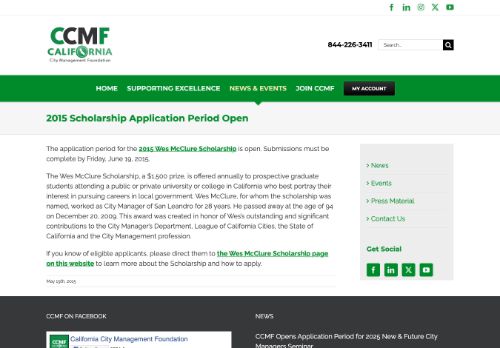 CCMF
CALIFORNIA
City Management Foundation
844-226-3411
Search...
HOME SUPPORTING EXCELLENCE NEWS & EVENTS JOIN CCMF MY ACCOUNT
2015 Scholarship Application Period Open
The application period for the 2015 Wes McClure Scholarship is open. Submissions must be
complete by Friday, June 19, 2015.
The Wes McClure Scholarship, a $1,500 prize, is offered annually to prospective graduate
students attending a public or private university or college in California who best portray their
interest in pursuing careers in local government. Wes McClure, for whom the scholarship was
named, worked as City Manager of San Leandro for 28 years. He passed away at the age of 94
on December 20, 2009. This award was created in honor of Wes's outstanding and significant
contributions to the City Manager's Department, League of California Cities, the State of
California and the City Management profession.
If you know of eligible applicants, please direct them to the Wes McClure Scholarship page
on this website to learn more about the Scholarship and how to apply.
May 19th, 2015
> News
> Events
> Press Material
> Contact Us
Get Social
CCMF ON FACEBOOK
California City Management Foundation
NEWS
CCMF Opens Application Period for 2025 New & Future City
Managers Seminar